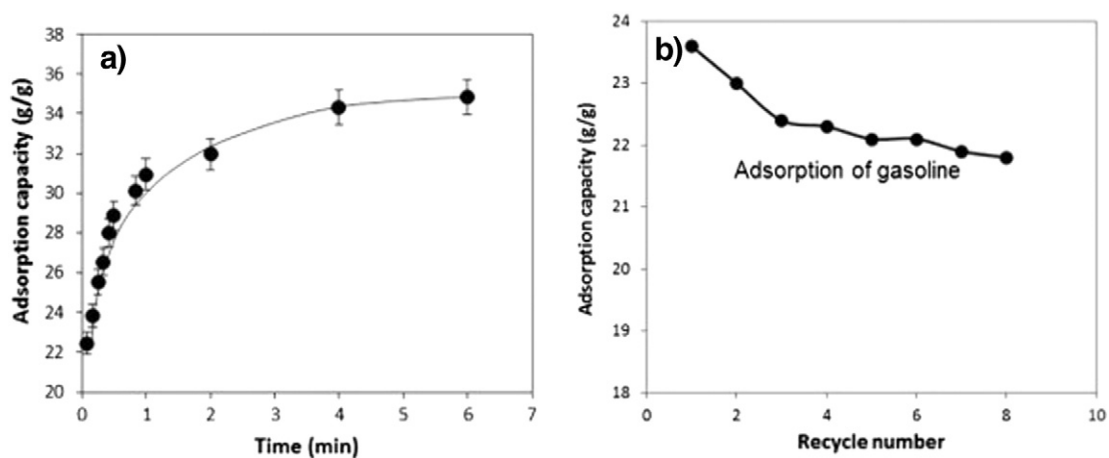 a)
Adsorption capacity (g/g)
38
36
34
32
30
28
26
24
22
20
0 1 2 3 4 5 6 7
Time (min)
b)
Adsorption capacity (g/g)
24
23
22
21
20
19
18
Adsorption of gasoline
0 2 4 6 8 10
Recycle number